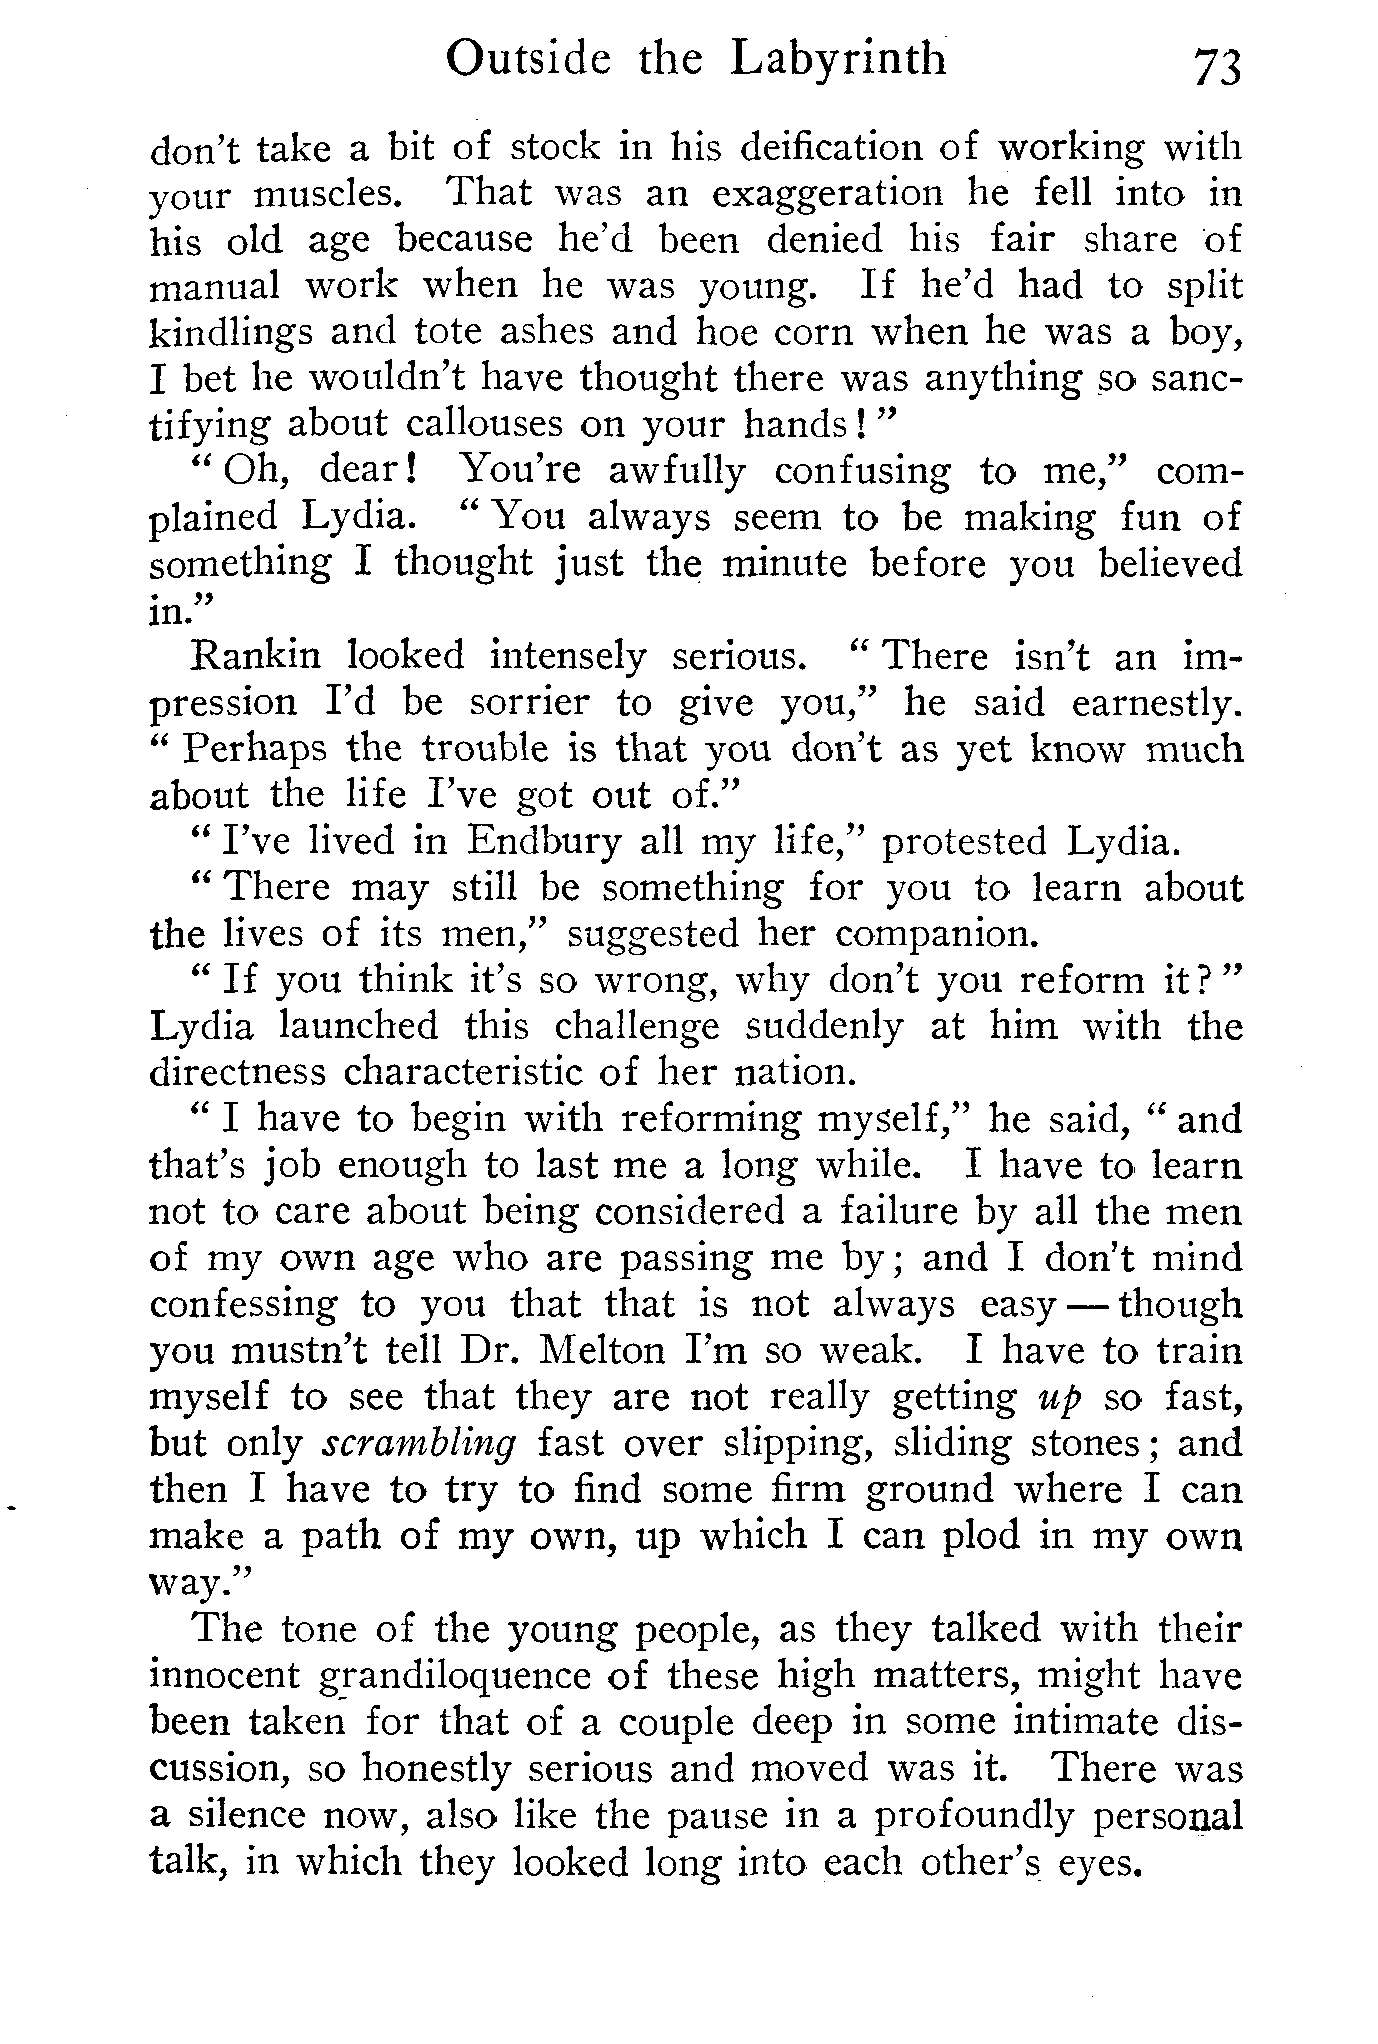 Outside the Labyrinth 73
don't take a bit of stock in his deification of working with
your muscles. That was an exaggeration he fell into in
his old age because he'd been denied his fair share of
manual work when he was young. If he'd had to split
kindlings and tote ashes and hoe corn when he was a boy,
I bet he wouldn't have thought there was anything so sanc-
tifying about callouses on your hands!"
"Oh, dear! You're awfully confusing to me," com-
plained Lydia. "You always seem to be making fun of
something I thought just the minute before you believed
in."
Rankin looked intensely serious. "There isn't an im-
pression I'd be sorrier to give you," he said earnestly.
"Perhaps the trouble is that you don't as yet know much
about the life I've got out of."
"I've lived in Endbury all my life," protested Lydia.
"There may still be something for you to learn about
the lives of its men," suggested her companion.
"If you think it's so wrong, why don't you reform it?"
Lydia launched this challenge suddenly at him with the
directness characteristic of her nation.
"I have to begin with reforming myself," he said, "and
that's job enough to last me a long while. I have to learn
not to care about being considered a failure by all the men
of my own age who are passing me by; and I don't mind
confessing to you that that is not always easy — though
you mustn't tell Dr. Melton I'm so weak. I have to train
myself to see that they are not really getting up so fast,
but only scrambling fast over slipping, sliding stones; and
then I have to try to find some firm ground where I can
make a path of my own, up which I can plod in my own
way."
The tone of the young people, as they talked with their
innocent grandiloquence of these high matters, might have
been taken for that of a couple deep in some intimate dis-
cussion, so honestly serious and moved was it. There was
a silence now, also like the pause in a profoundly personal
talk, in which they looked long into each other's eyes.